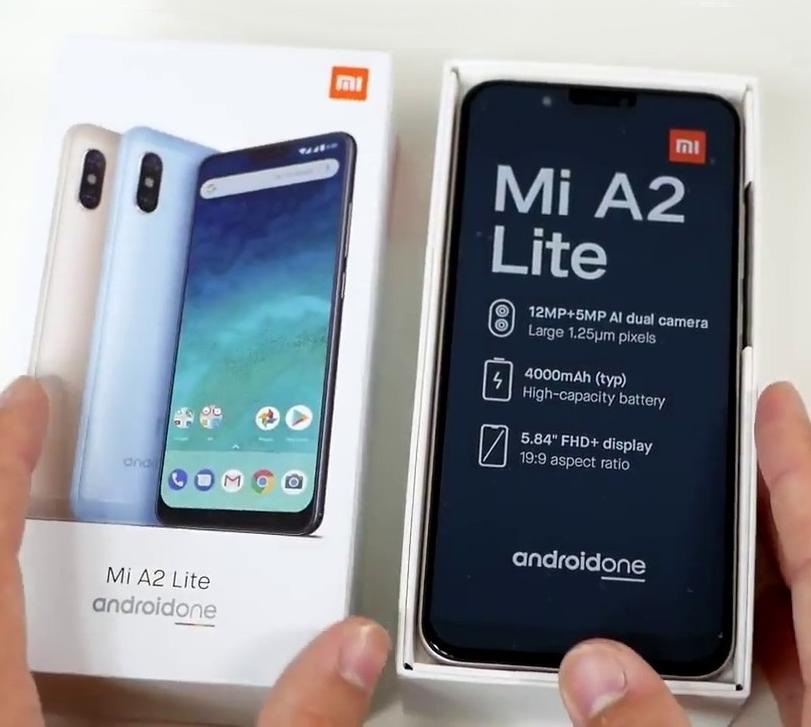 mi
andr
Mi A2 Lite
androidone
mi
Mi A2
Lite
12MP+5MP AI dual camera
Large 1.25μm pixels
4000mAh (typ)
High-capacity battery
5.84" FHD+ display
19:9 aspect ratio
androidone